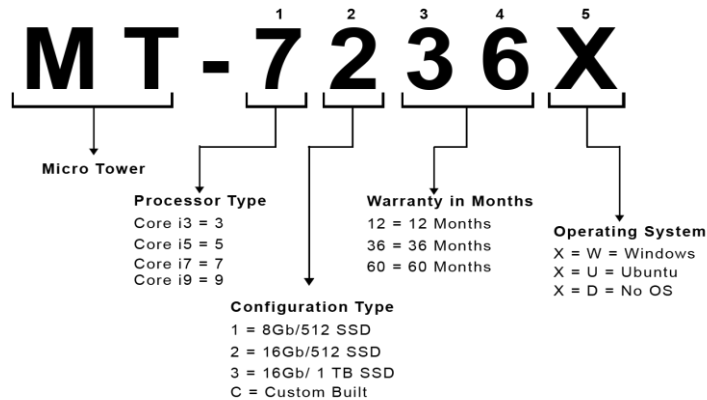 1 2 3 4 5
MT-7236X
Micro Tower
Processor Type
Core i3 = 3
Core i5 = 5
Core i7 = 7
Core i9 = 9
Configuration Type
1 = 8Gb/512 SSD
2 = 16Gb/512 SSD
3 = 16Gb/ 1 TB SSD
C = Custom Built
Warranty in Months
12 = 12 Months
36 = 36 Months
60 = 60 Months
Operating System
X = W = Windows
X = U = Ubuntu
X = D = No OS